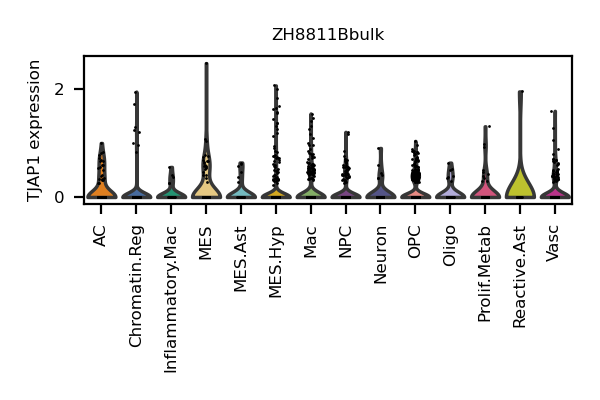 ZH8811Bbulk
TJAP1 expression
2
0
AC
Chromatin.Reg
Inflammatory.Mac
MES
MES.Ast
MES.Hyp
Mac
NPC
Neuron
OPC
Oligo
Prolif.Metab
Reactive.Ast
Vasc